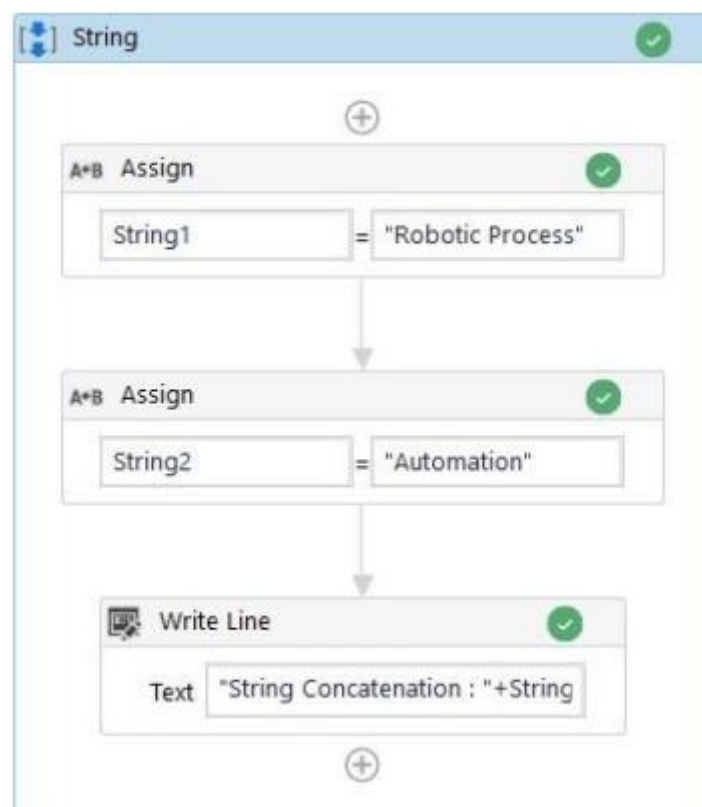 String
A+B Assign
String1 = "Robotic Process"
A+B Assign
String2 = "Automation"
Write Line
Text "String Concatenation : "+String